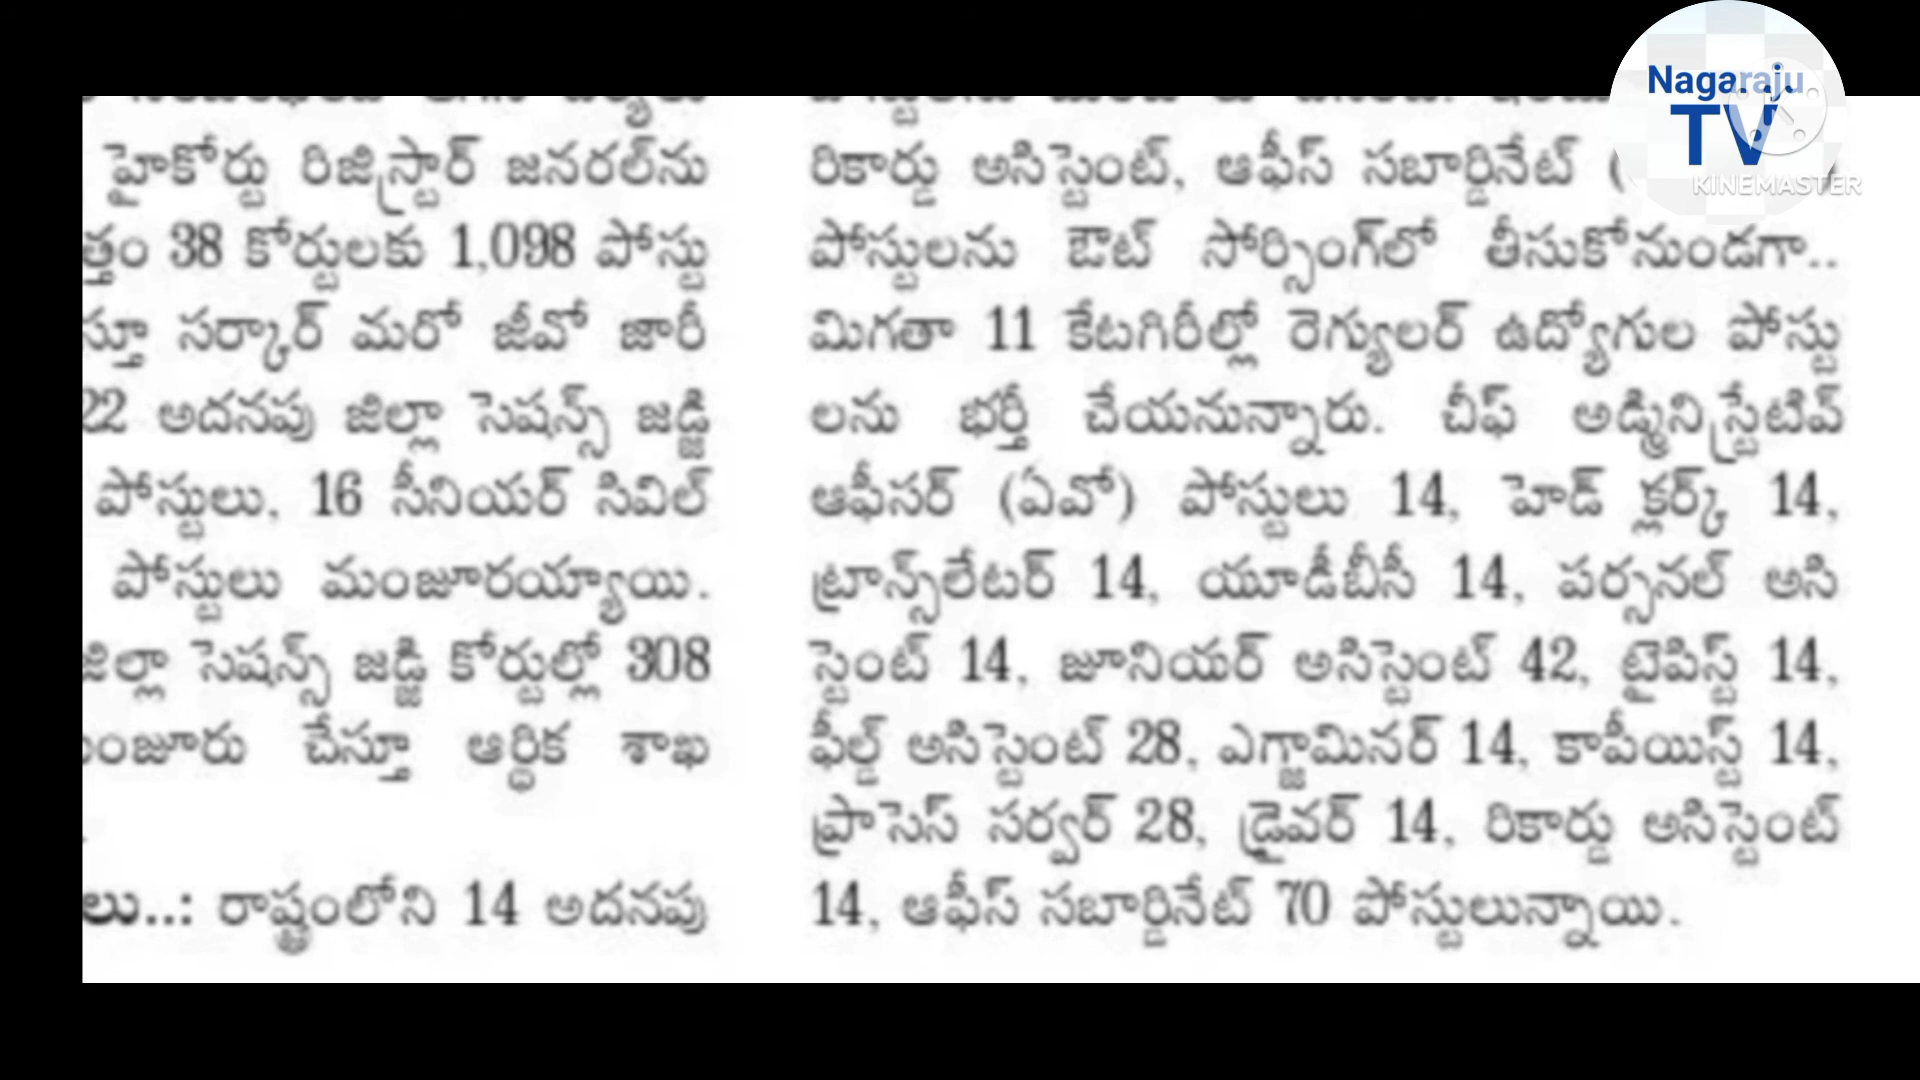 హైకోర్టు రిజిస్ట్రార్ జనరల్‌ను
త్తం 38 కోర్టులకు 1,098 పోస్టు
స్తూ సర్కార్ మరో జీవో జారీ
22 అదనపు జిల్లా సెషన్స్ జడ్జి
పోస్టులు, 16 సీనియర్ సివిల్
పోస్టులు మంజూరయ్యాయి.
జిల్లా సెషన్స్ జడ్జి కోర్టుల్లో 308
మంజూరు చేస్తూ ఆర్థిక శాఖ
లు..: రాష్ట్రంలోని 14 అదనపు
రికార్డు అసిస్టెంట్, ఆఫీస్ సబార్డినేట్ (
పోస్టులను ఔట్ సోర్సింగ్‌లో తీసుకోనుండగా..
మిగతా 11 కేటగిరీల్లో రెగ్యులర్ ఉద్యోగుల పోస్టు
లను భర్తీ చేయనున్నారు. చీఫ్ అడ్మినిస్ట్రేటివ్
ఆఫీసర్ (ఏవో) పోస్టులు 14, హెడ్ క్లర్క్ 14,
ట్రాన్స్‌లేటర్ 14, యూడీబీసీ 14, పర్సనల్ అసి
స్టెంట్ 14, జూనియర్ అసిస్టెంట్ 42, టైపిస్ట్ 14,
ఫీల్డ్ అసిస్టెంట్ 28, ఎగ్జామినర్ 14, కాపీయిస్ట్ 14,
ప్రాసెస్ సర్వర్ 28, డ్రైవర్ 14, రికార్డు అసిస్టెంట్
14, ఆఫీస్ సబార్డినేట్ 70 పోస్టులున్నాయి.
Nagaraju
TV
KINEMASTER